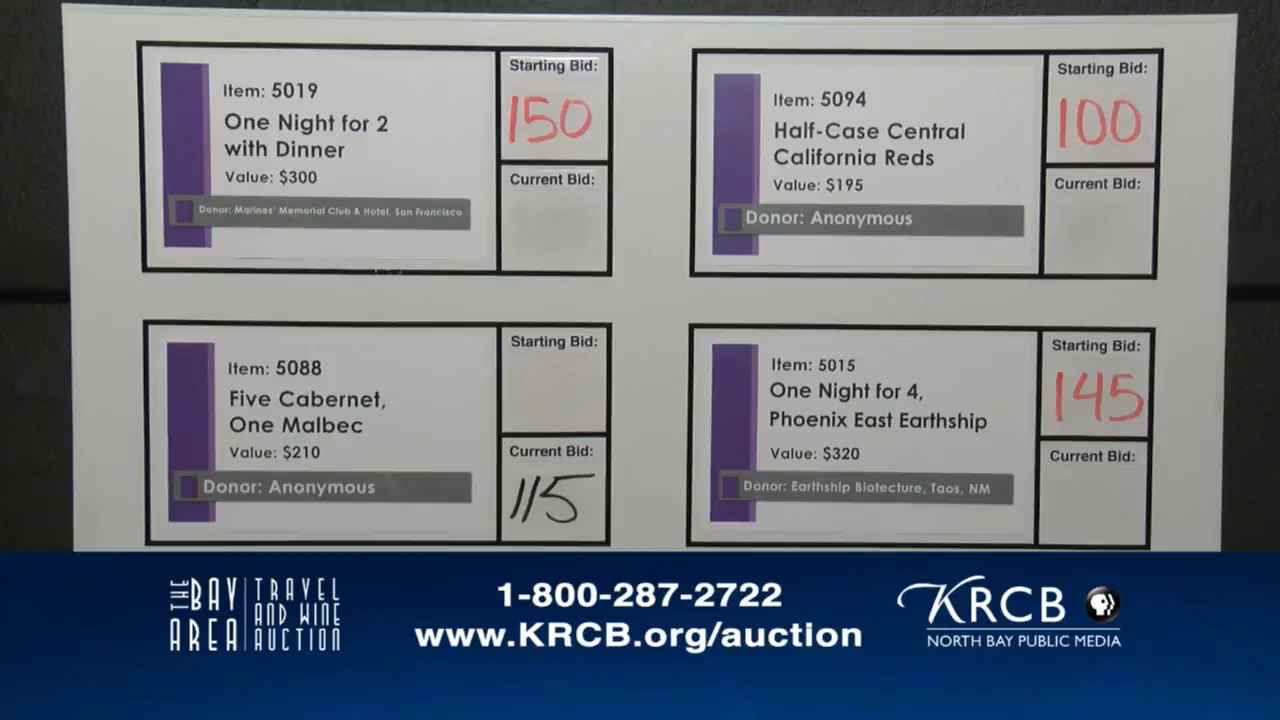 Item: 5019
One Night for 2
with Dinner
Value: $300
Donor: Marines' Memorial Club & Hotel, San Francisco
Starting Bid:
150
Current Bid:
Item: 5094
Half-Case Central
California Reds
Value: $195
Donor: Anonymous
Starting Bid:
100
Current Bid:
Item: 5088
Five Cabernet,
One Malbec
Value: $210
Donor: Anonymous
Starting Bid:
Current Bid:
115
Item: 5015
One Night for 4,
Phoenix East Earthship
Value: $320
Donor: Earthship Biotecture, Taos, NM
Starting Bid:
145
Current Bid:
THE BAY AREA
TRAVEL
AND WINE
AUCTION
1-800-287-2722
www.KRCB.org/auction
KRCB
NORTH BAY PUBLIC MEDIA